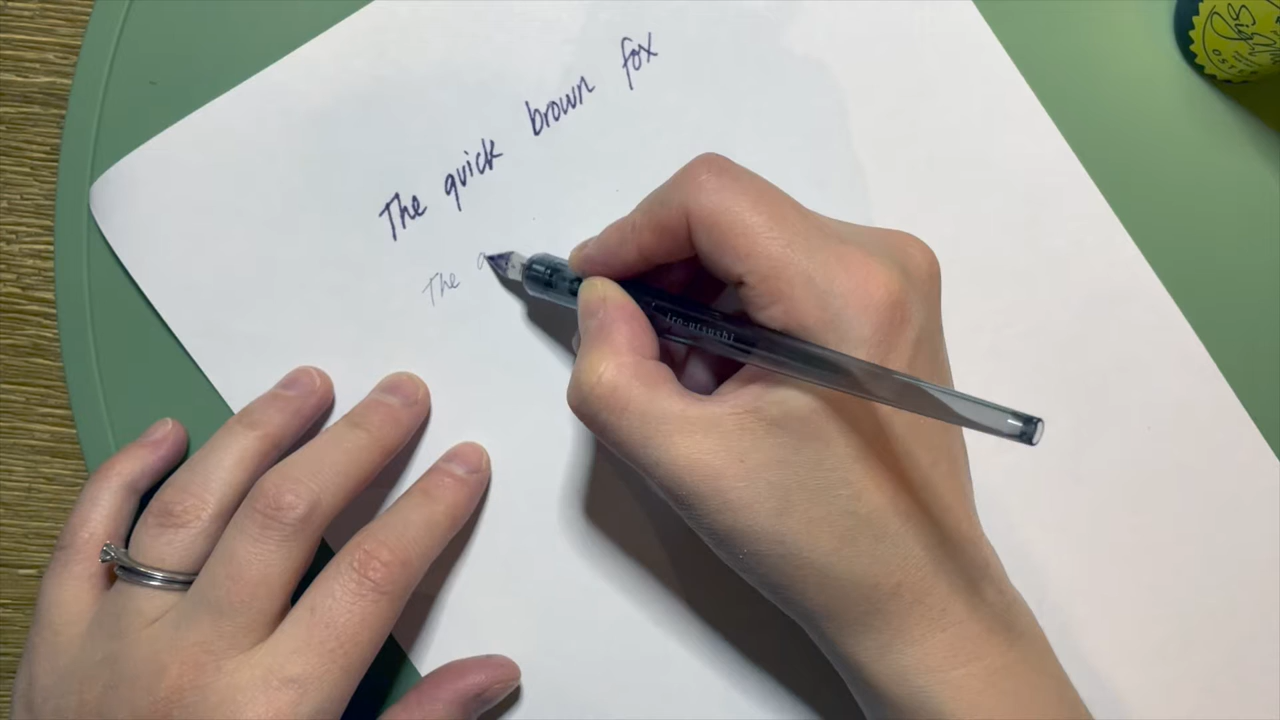 The quick brown fox
The q
iro-utsushi